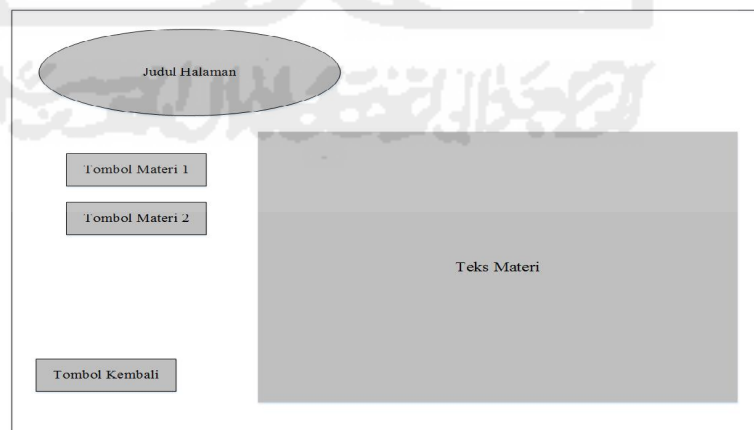 Judul Halaman
Tombol Materi 1
Tombol Materi 2
Teks Materi
Tombol Kembali